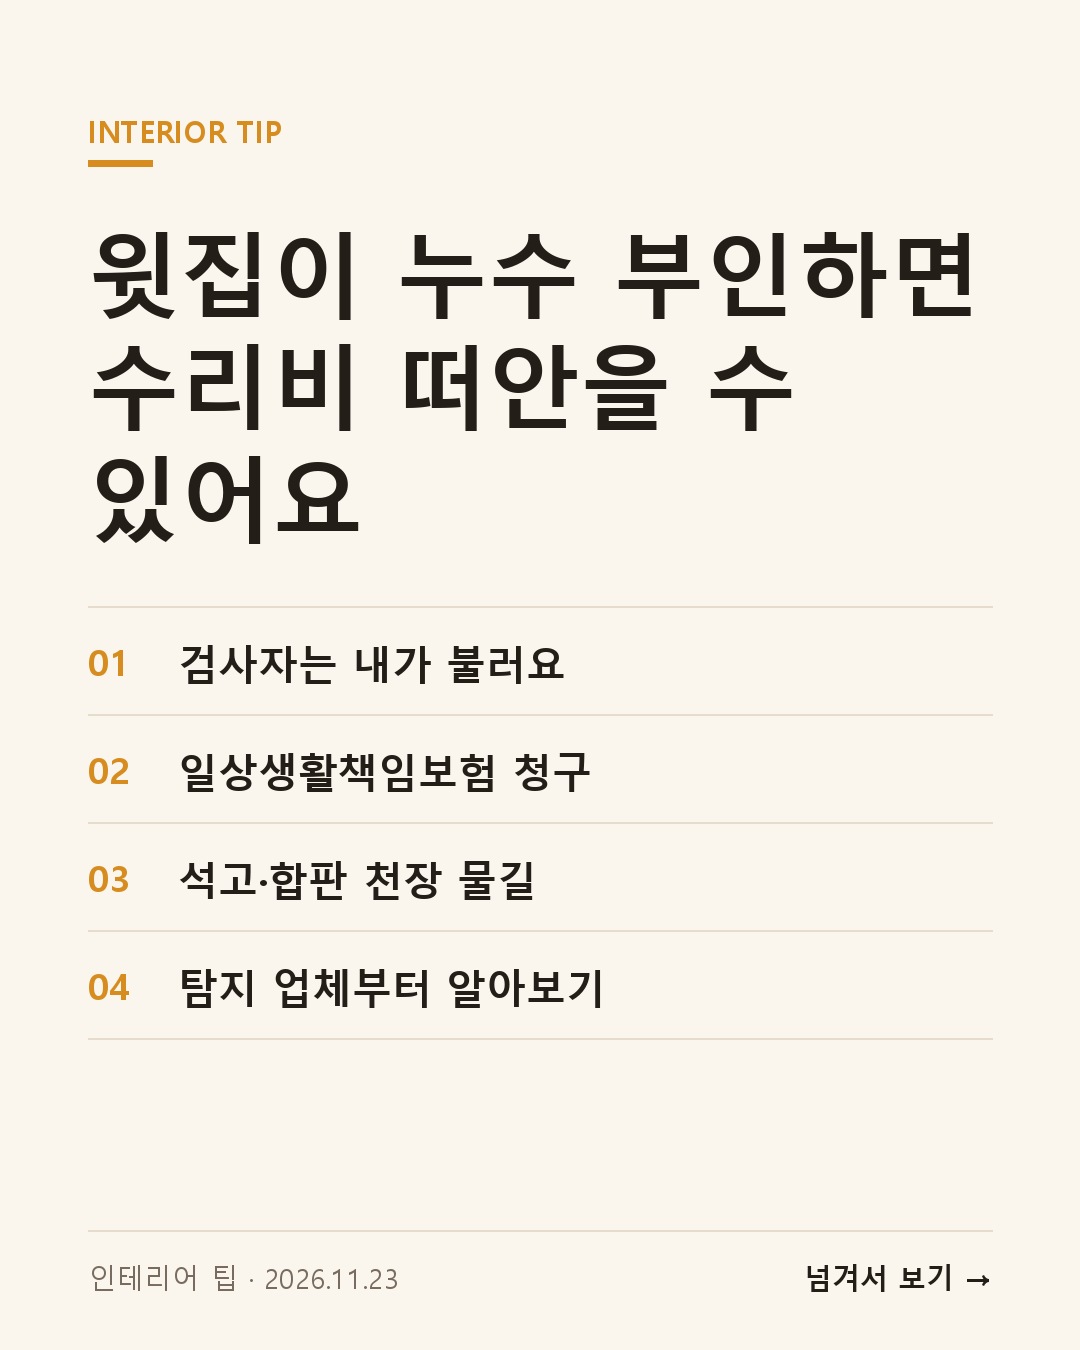 INTERIOR TIP
윗집이 누수 부인하면
수리비 떠안을 수
있어요
01 검사자는 내가 불러요
02 일상생활책임보험 청구
03 석고·합판 천장 물길
04 탐지 업체부터 알아보기
인테리어 팁 · 2026.11.23
넘겨서 보기 →